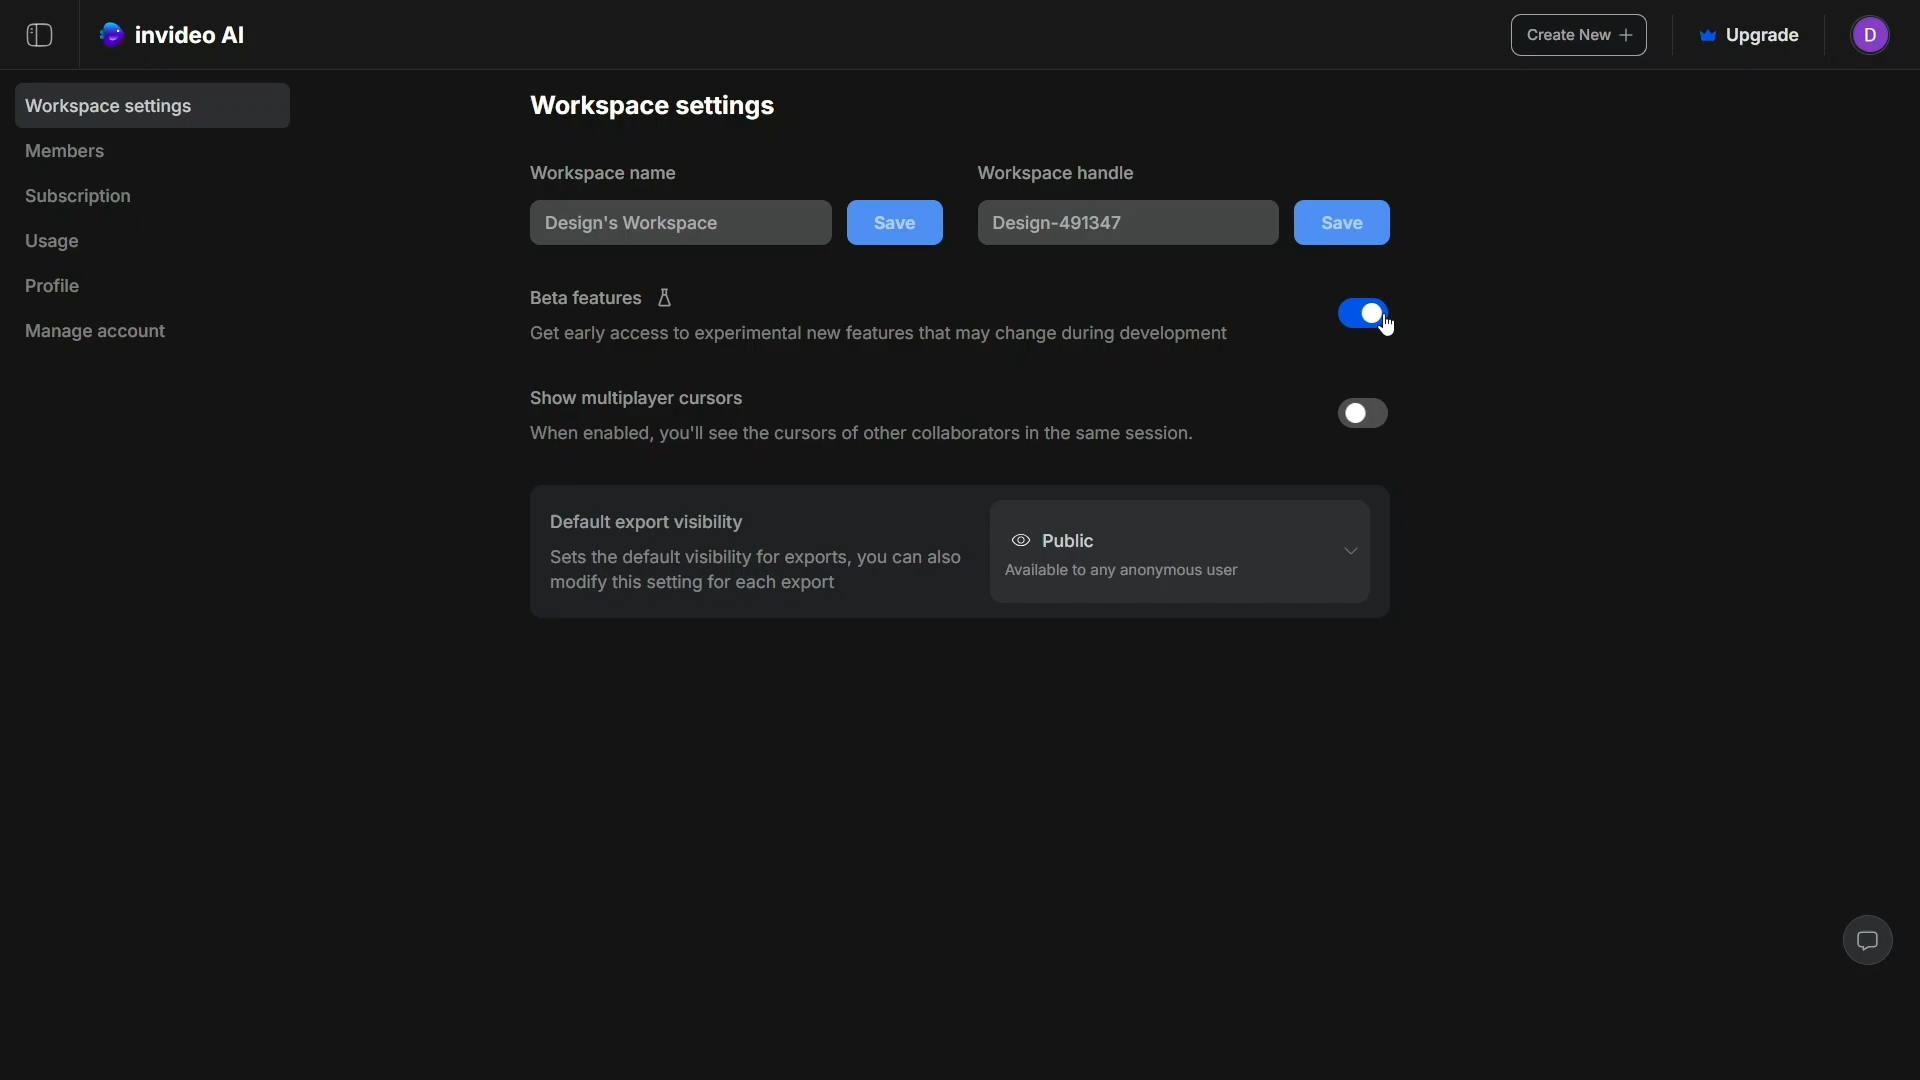 invideo AI
Create New
Upgrade
D
Workspace settings
Members
Subscription
Usage
Profile
Manage account
Workspace settings
Workspace name
Workspace handle
Design's Workspace
Save
Design-491347
Save
Beta features
Get early access to experimental new features that may change during development
Show multiplayer cursors
When enabled, you'll see the cursors of other collaborators in the same session.
Default export visibility
Sets the default visibility for exports, you can also
modify this setting for each export
Public
Available to any anonymous user